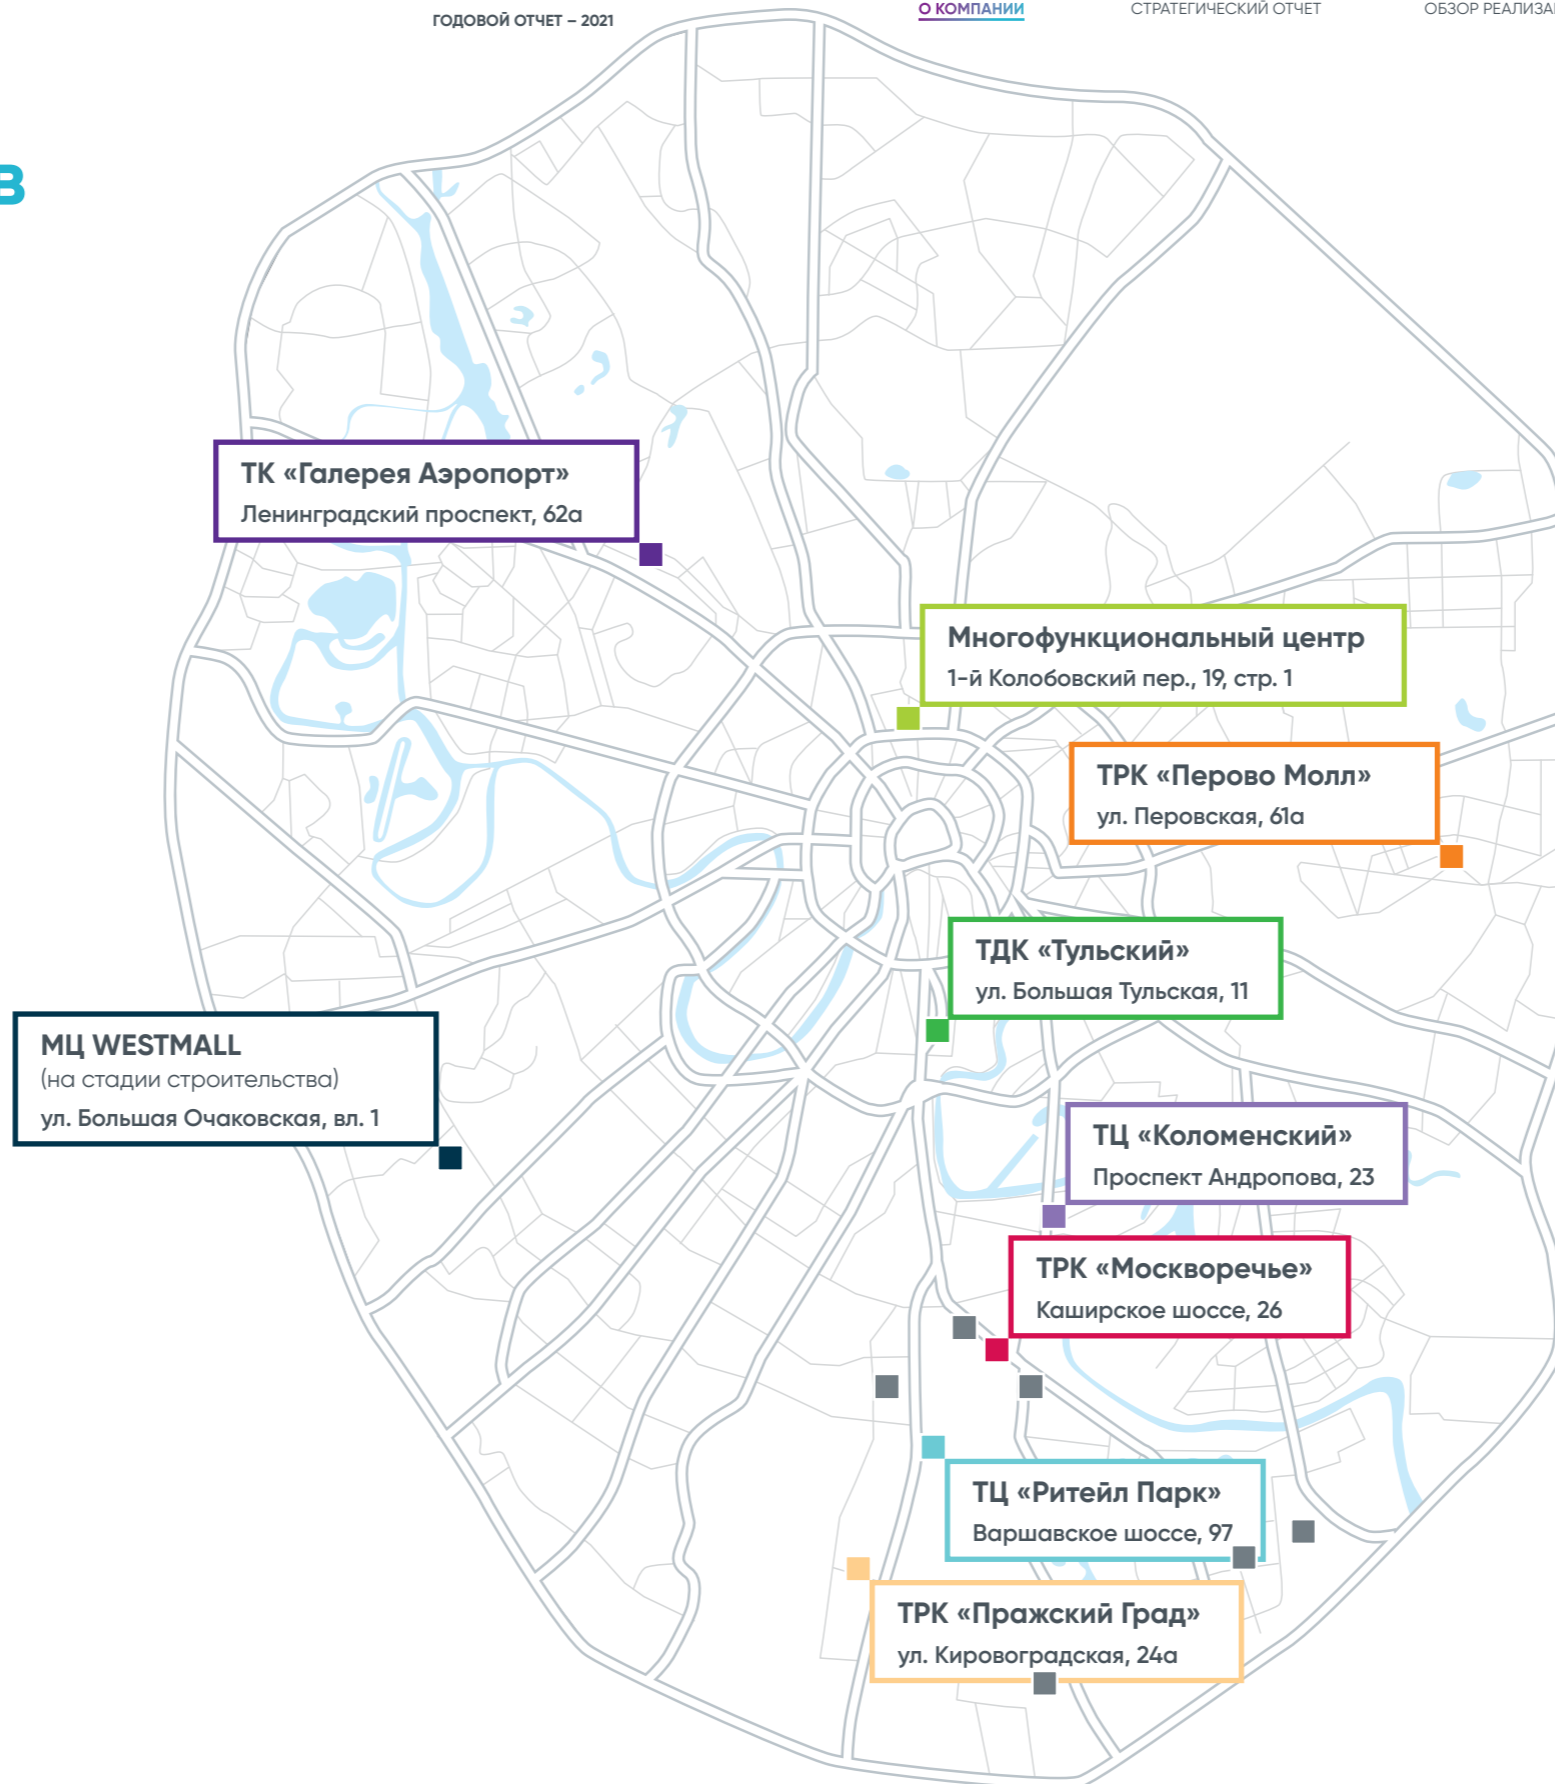 ГОДОВОЙ ОТЧЕТ – 2021
О КОМПАНИИ
СТРАТЕГИЧЕСКИЙ ОТЧЕТ
ОБЗОР РЕАЛИЗА
в
ТК «Галерея Аэропорт»
Ленинградский проспект, 62а
Многофункциональный центр
1-й Колобовский пер., 19, стр. 1
ТРК «Перово Молл»
ул. Перовская, 61а
ТДК «Тульский»
ул. Большая Тульская, 11
МЦ WESTMALL
(на стадии строительства)
ул. Большая Очаковская, вл. 1
ТЦ «Коломенский»
Проспект Андропова, 23
ТРК «Москворечье»
Каширское шоссе, 26
ТЦ «Ритейл Парк»
Варшавское шоссе, 97
ТРК «Пражский Град»
ул. Кировоградская, 24а